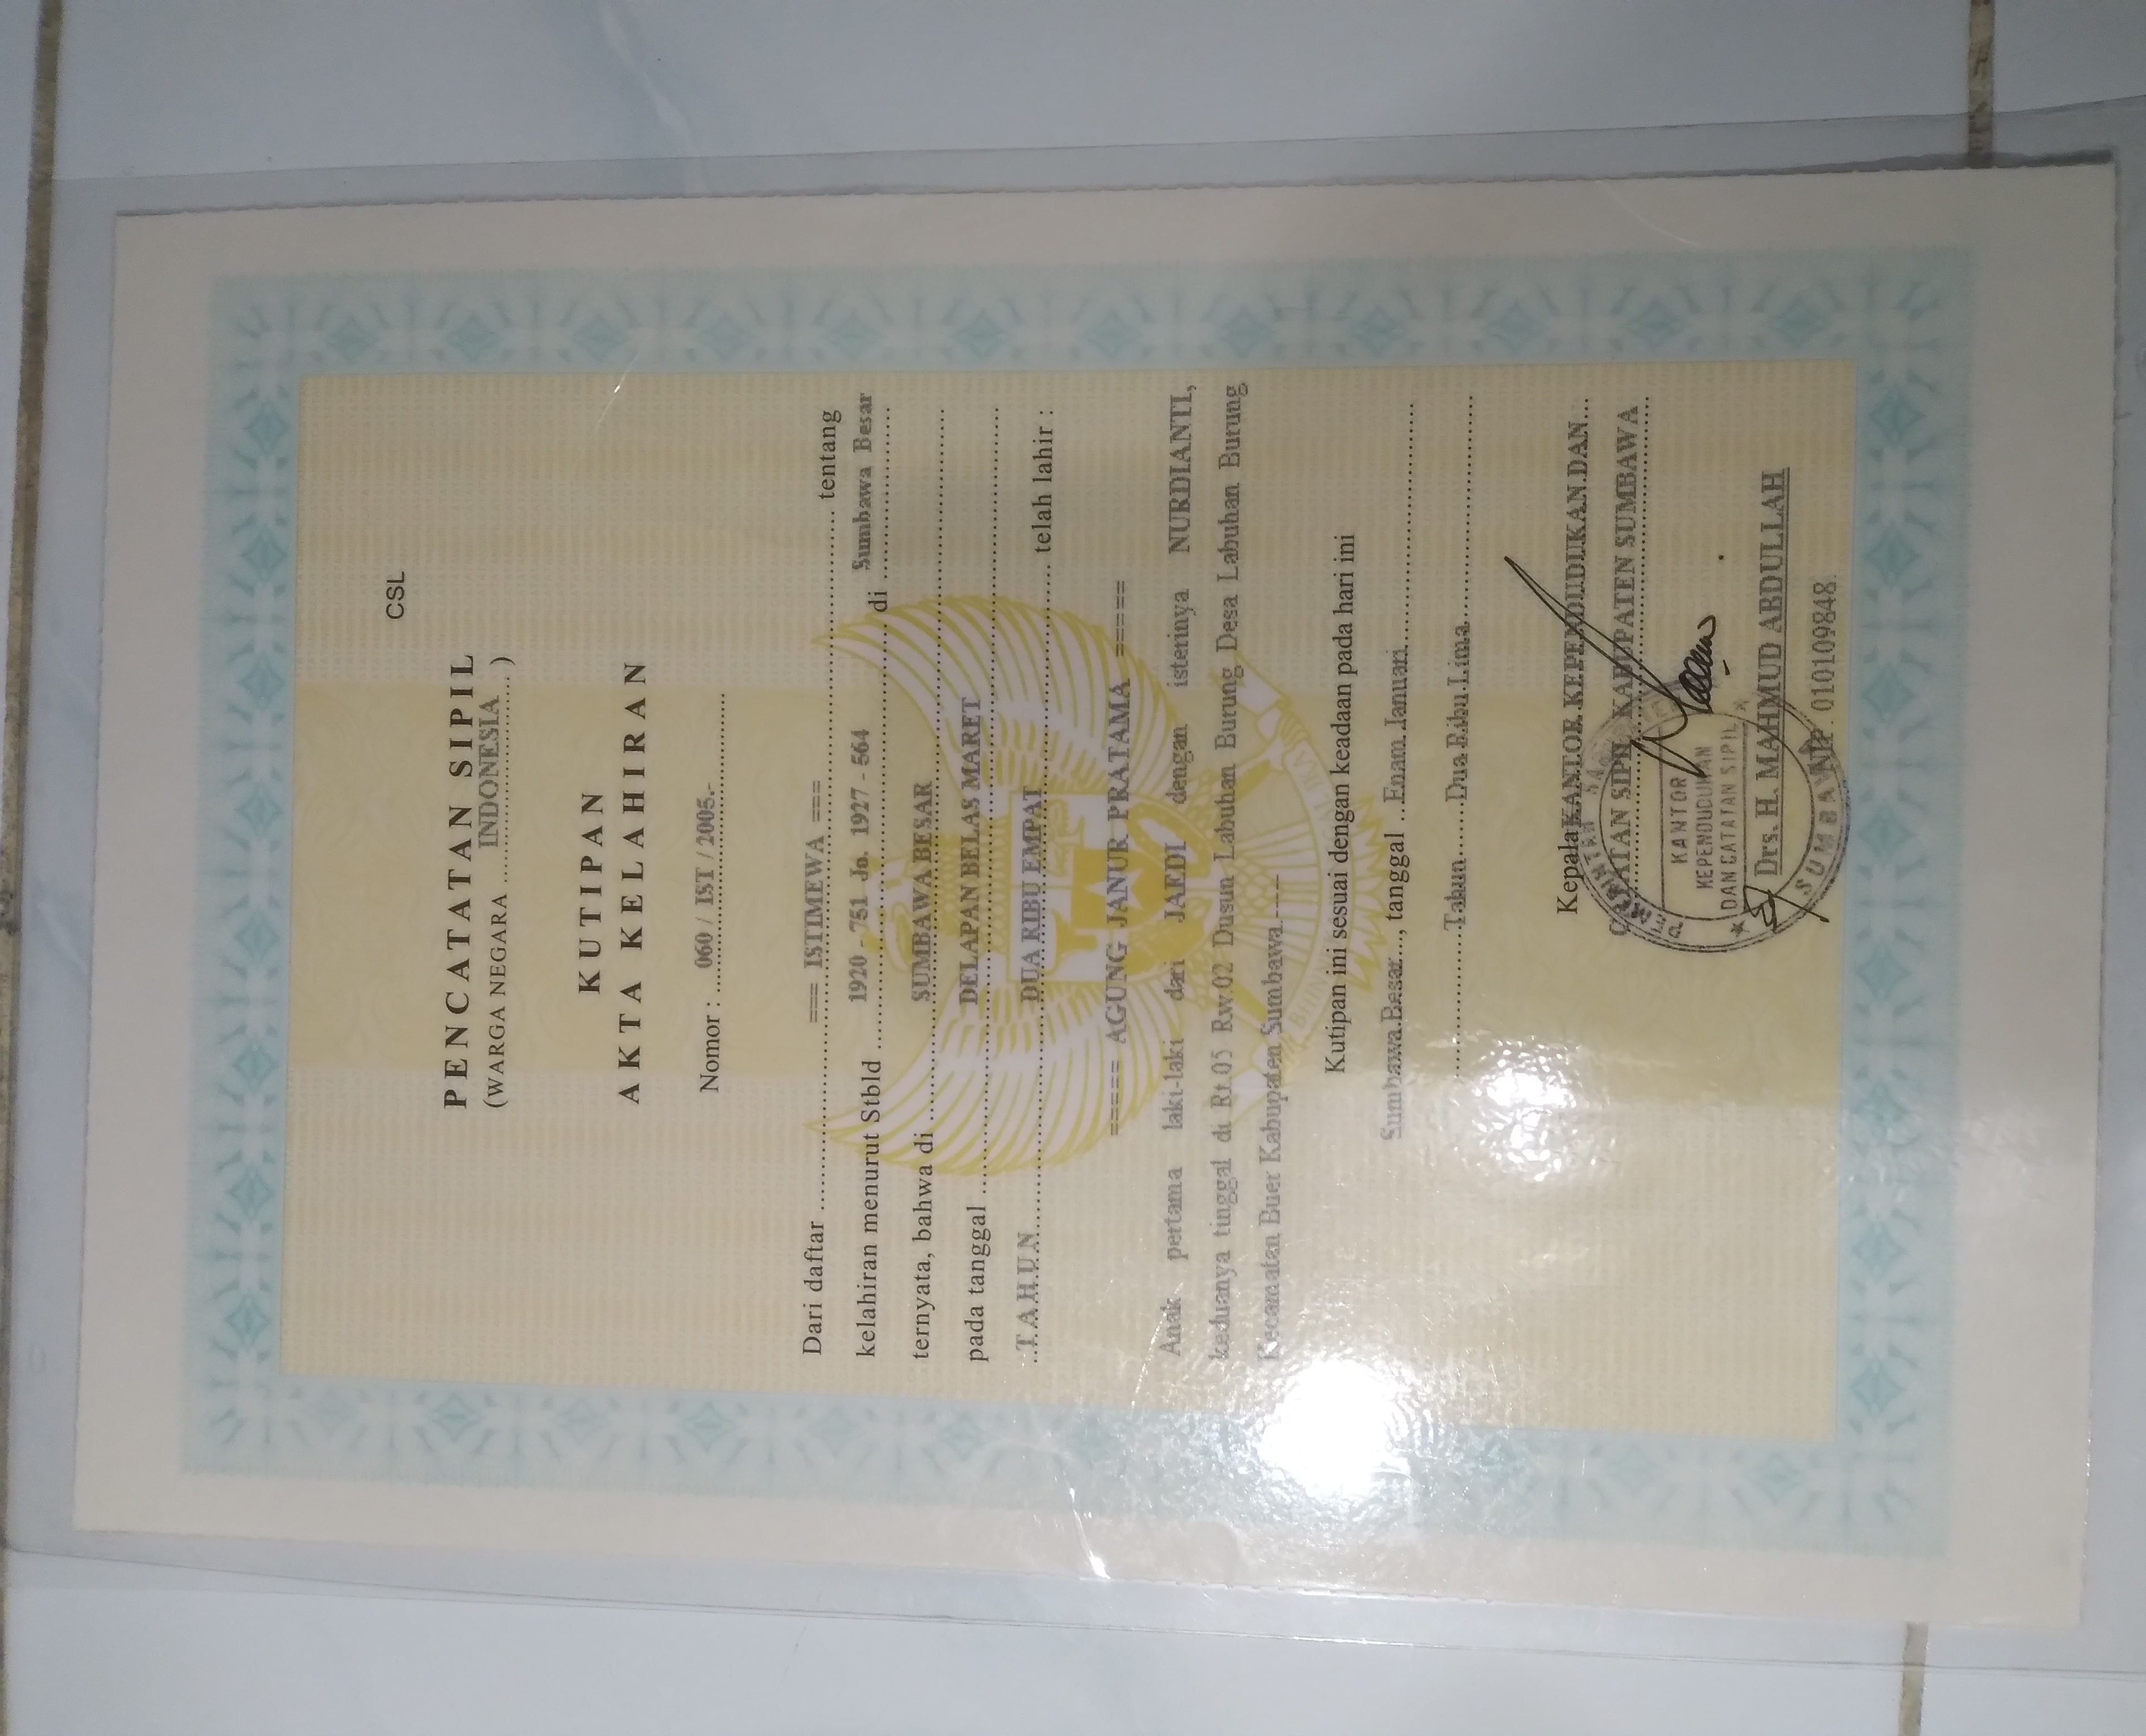 CSL
PENCATATAN SIPIL
(WARGA NEGARA ...INDONESIA...)
KUTIPAN
AKTA KELAHIRAN
Nomor : ....060 / IST / 2005.-....
Dari daftar ........=== ISTIMEWA ===........ tentang
kelahiran menurut Stbld ....1920 - 751 Jo. 1927 - 564.... di ....Sumbawa Besar....
ternyata, bahwa di ....SUMBAWA BESAR....
pada tanggal ....DELAPAN BELAS MARET....
..T A H U N....DUA RIBU EMPAT.... telah lahir :
===== AGUNG JANUR PRATAMA =====
Anak pertama laki-laki dari JAEDI dengan isterinya NURDIANTI,
keduanya tinggal di Rt.05 Rw.02 Dusun Labuhan Burung Desa Labuhan Burung
Kecamatan Buer Kabupaten Sumbawa.----
Kutipan ini sesuai dengan keadaan pada hari ini
Sumbawa Besar..., tanggal ..Enam Januari....
....Tahun....Dua Ribu Lima....
Kepala KANTOR KEPENDUDUKAN DAN...
CATATAN SIPIL KABUPATEN SUMBAWA
KANTOR
KEPENDUDUKAN
DAN CATATAN SIPIL
SUMBAWA
Drs. H. MAHMUD ABDULLAH
NIP. 010109848.